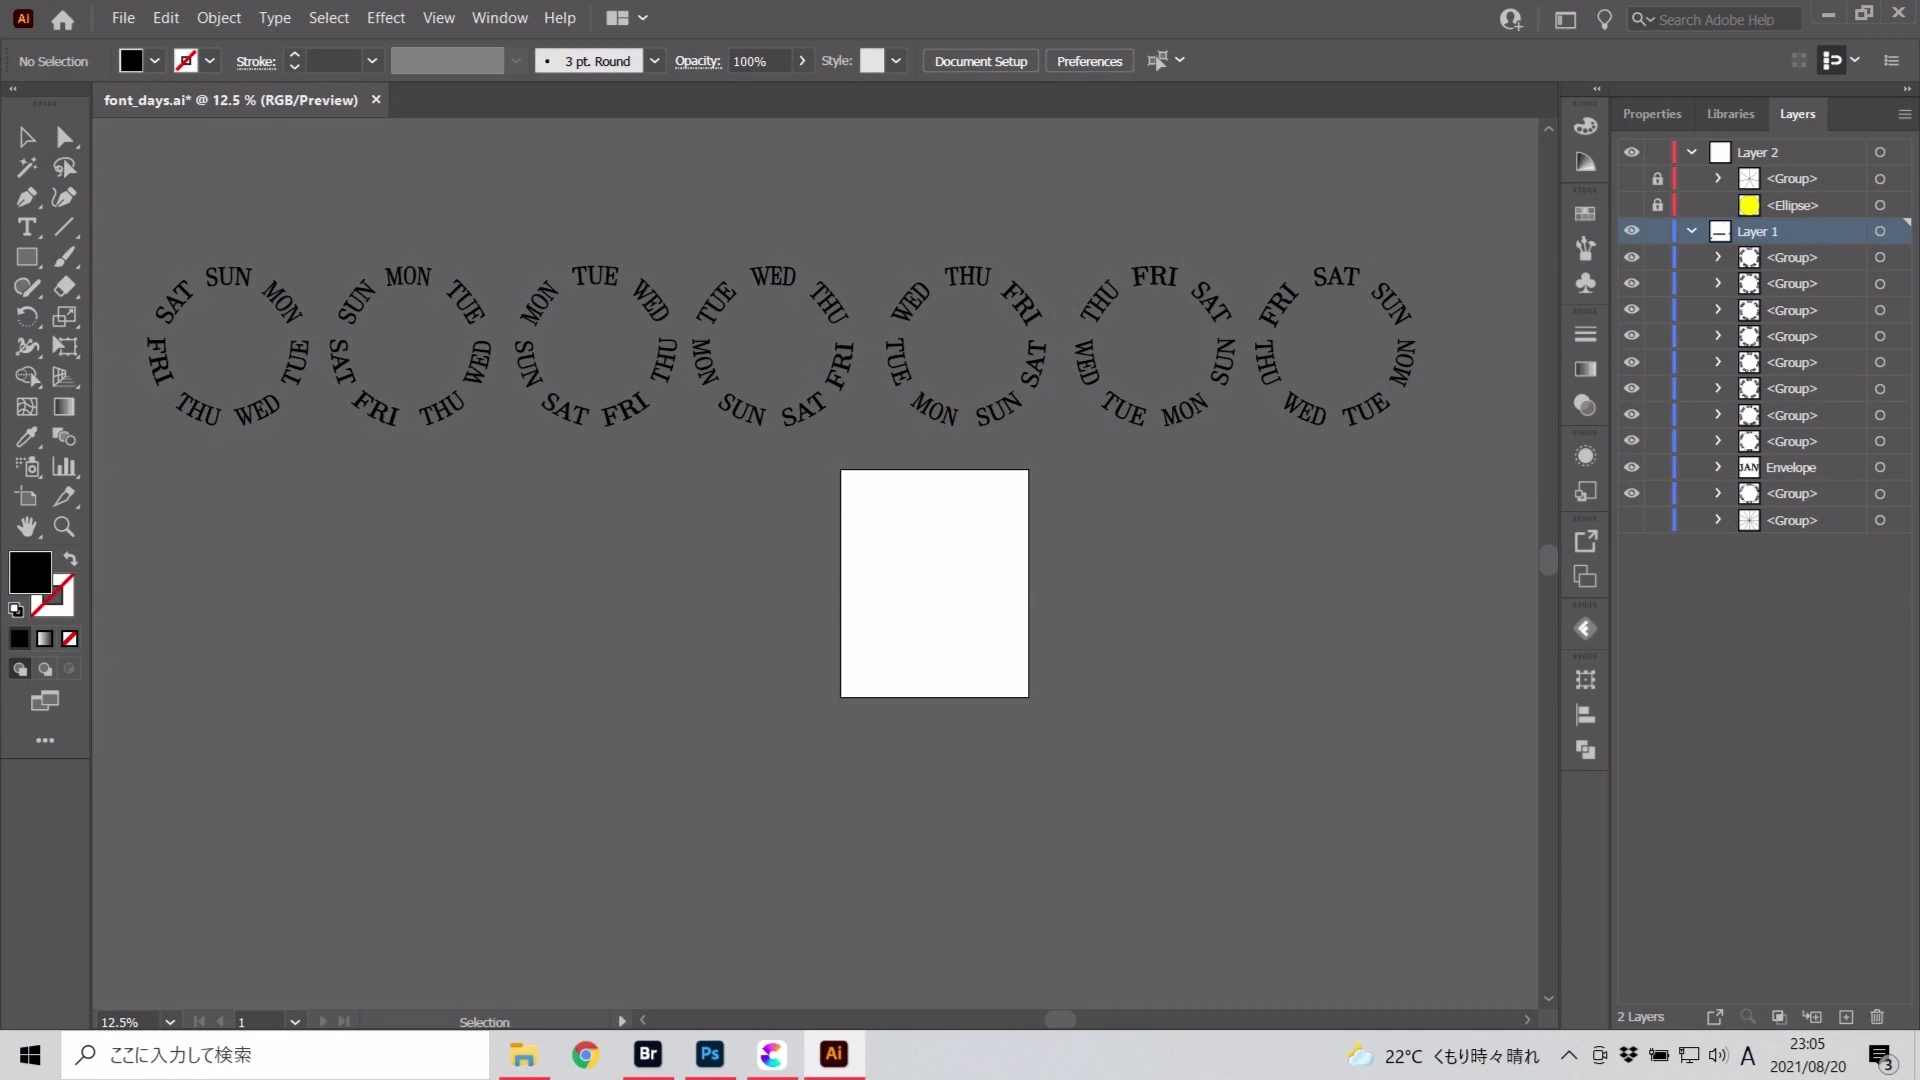 Ai File Edit Object Type Select Effect View Window Help Search Adobe Help
No Selection Stroke: 3 pt. Round Opacity: 100% Style: Document Setup Preferences
font_days.ai* @ 12.5 % (RGB/Preview)
Properties Libraries Layers
Layer 2
<Group>
<Ellipse>
Layer 1
<Group>
<Group>
<Group>
<Group>
<Group>
<Group>
<Group>
<Group>
JAN Envelope
<Group>
<Group>
SUN MON TUE WED THU FRI SAT
MON TUE WED THU FRI SAT SUN
TUE WED THU FRI SAT SUN MON
WED THU FRI SAT SUN MON TUE
THU FRI SAT SUN MON TUE WED
FRI SAT SUN MON TUE WED THU
SAT SUN MON TUE WED THU FRI
12.5% 1 Selection
2 Layers
ここに入力して検索 Br Ps Ai 22°C くもり時々晴れ A 23:05
2021/08/20 3